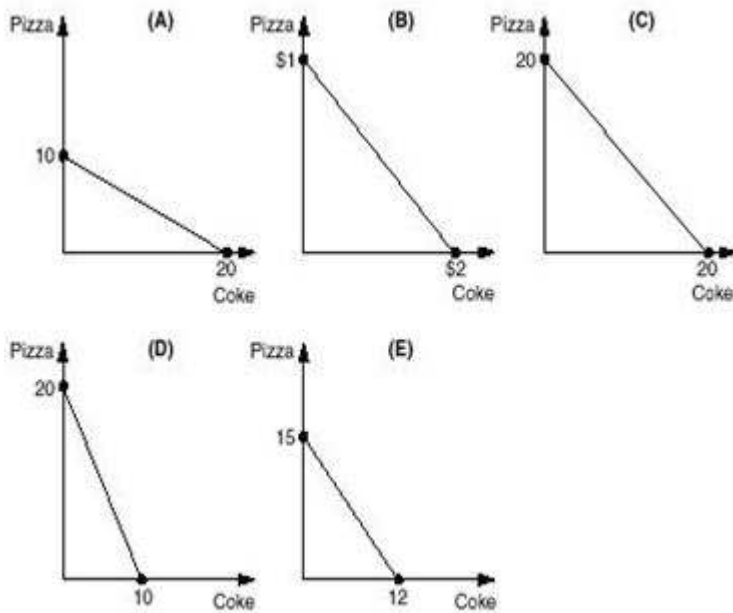 Pizza (A)
10
20
Coke
Pizza (B)
$1
$2
Coke
Pizza (C)
20
20
Coke
Pizza (D)
20
10
Coke
Pizza (E)
15
12
Coke